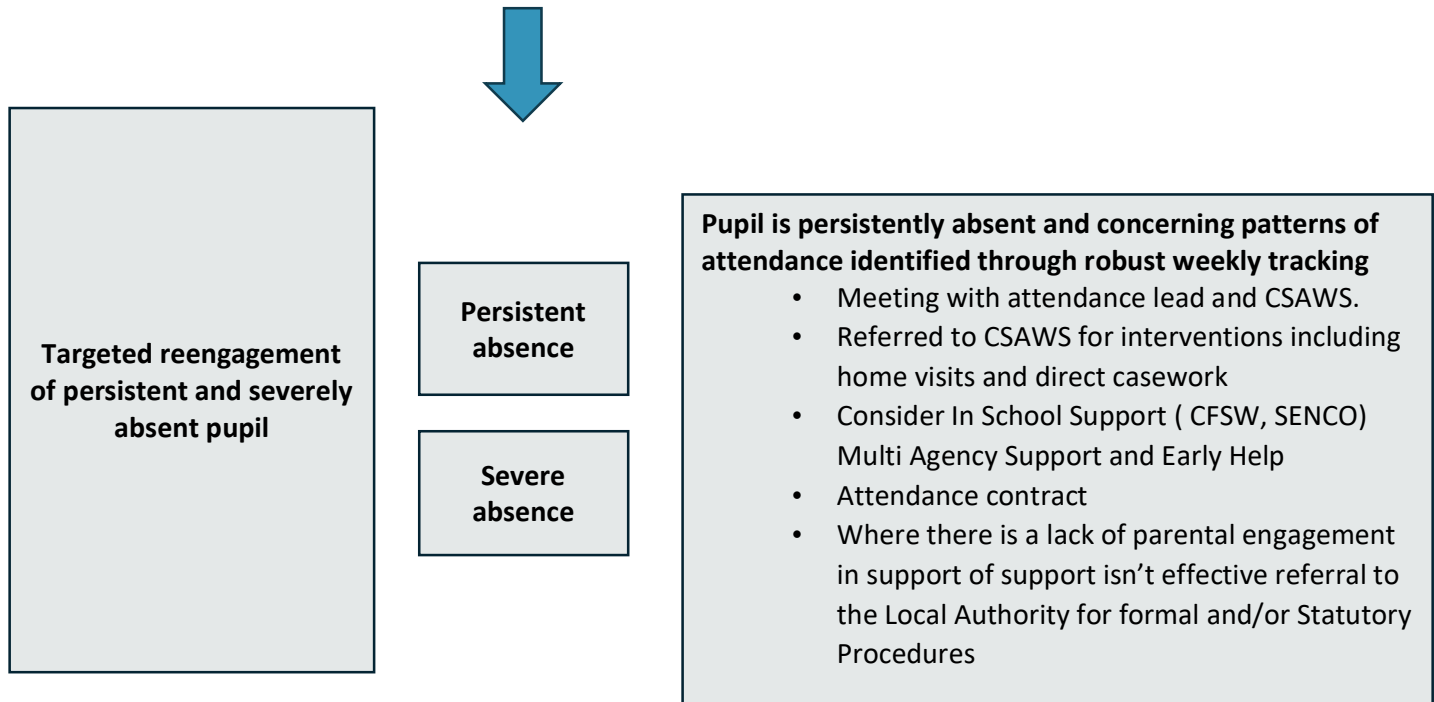 Targeted reengagement
of persistent and severely
absent pupil
Persistent
absence
Severe
absence
Pupil is persistently absent and concerning patterns of
attendance identified through robust weekly tracking
• Meeting with attendance lead and CSAWS.
• Referred to CSAWS for interventions including
home visits and direct casework
• Consider In School Support ( CFSW, SENCO)
Multi Agency Support and Early Help
• Attendance contract
• Where there is a lack of parental engagement
in support of support isn’t effective referral to
the Local Authority for formal and/or Statutory
Procedures